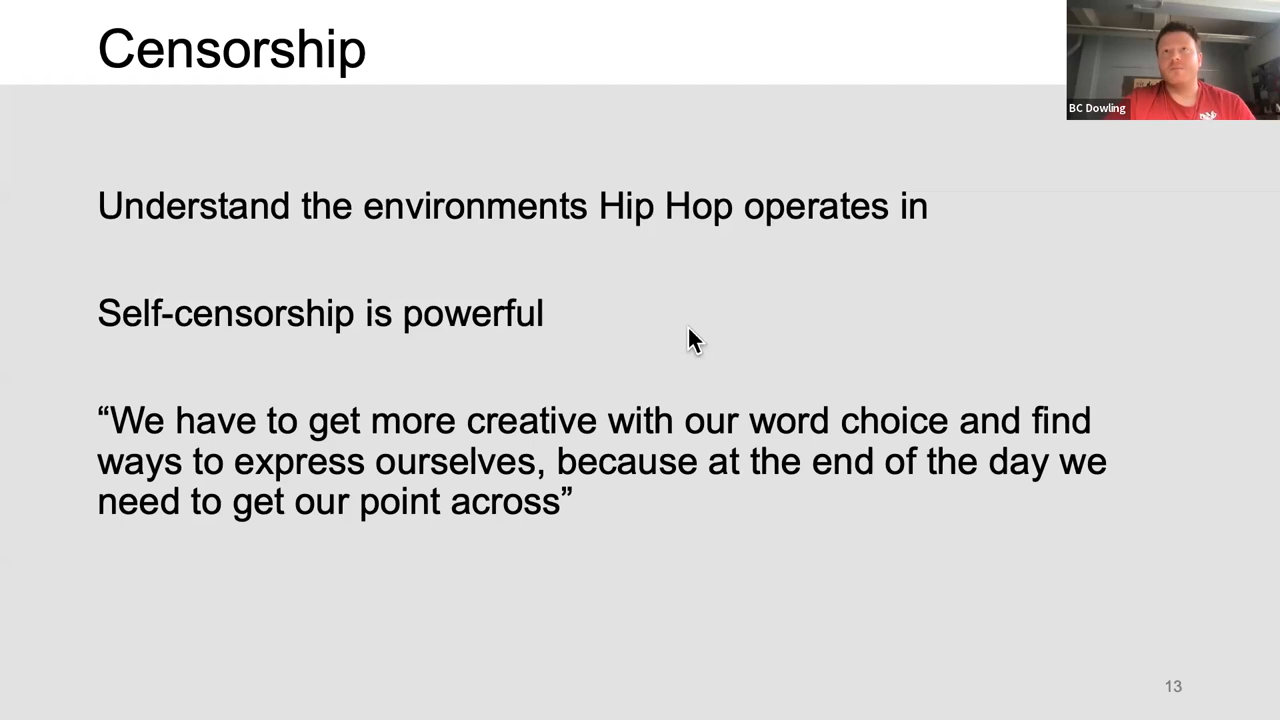 Censorship
BC Dowling
Understand the environments Hip Hop operates in
Self-censorship is powerful
“We have to get more creative with our word choice and find
ways to express ourselves, because at the end of the day we
need to get our point across”
13